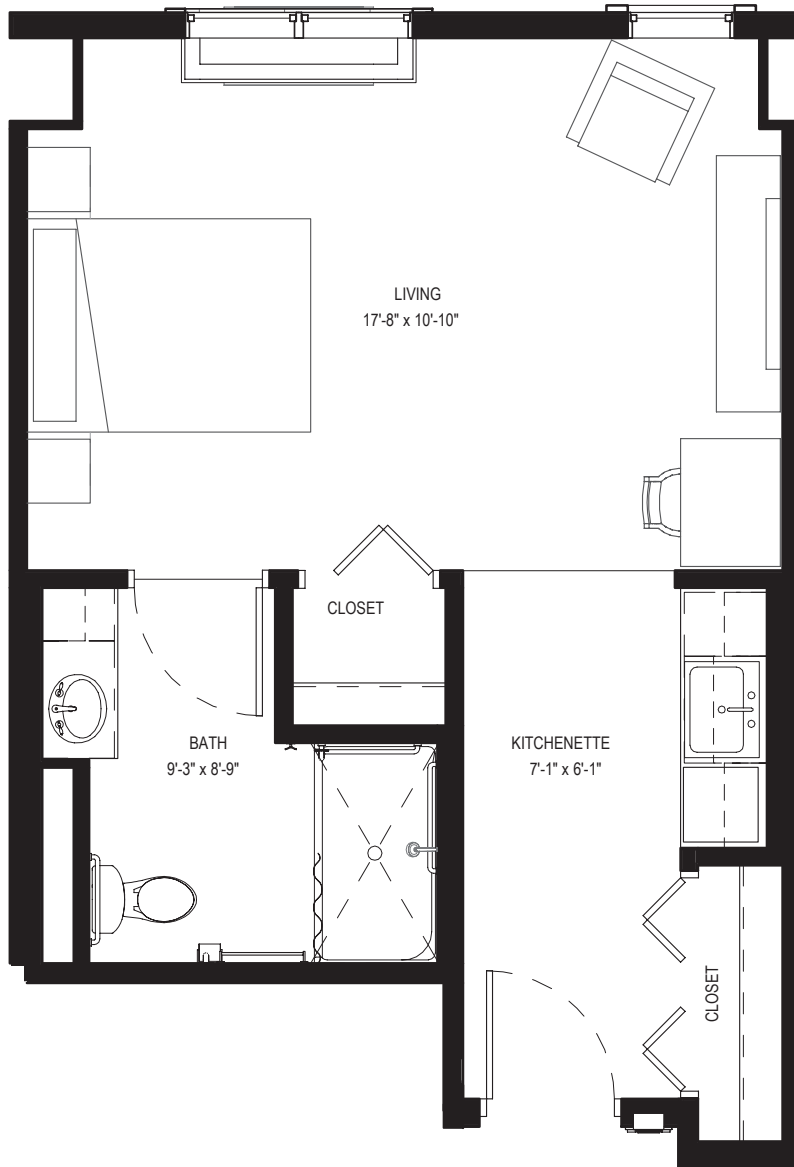 LIVING
17'-8" x 10'-10"
CLOSET
BATH
9'-3" x 8'-9"
KITCHENETTE
7'-1" x 6'-1"
CLOSET